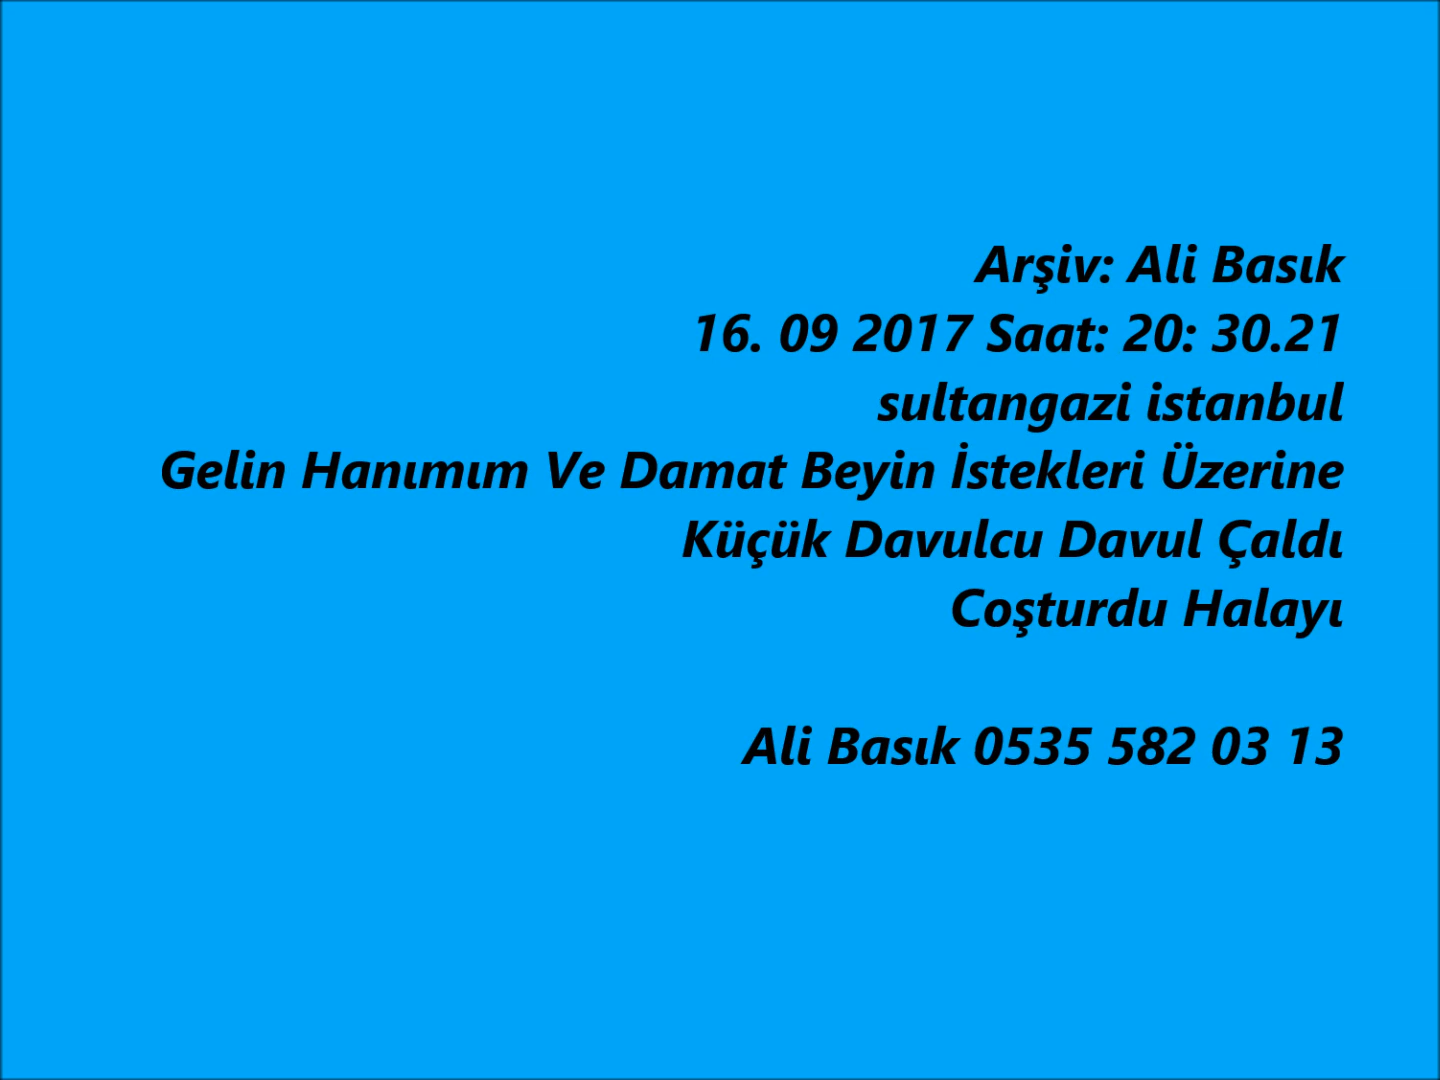 Arşiv: Ali Basık
16. 09 2017 Saat: 20: 30.21
sultangazi istanbul
Gelin Hanımım Ve Damat Beyin İstekleri Üzerine
Küçük Davulcu Davul Çaldı
Coşturdu Halayı
Ali Basık 0535 582 03 13